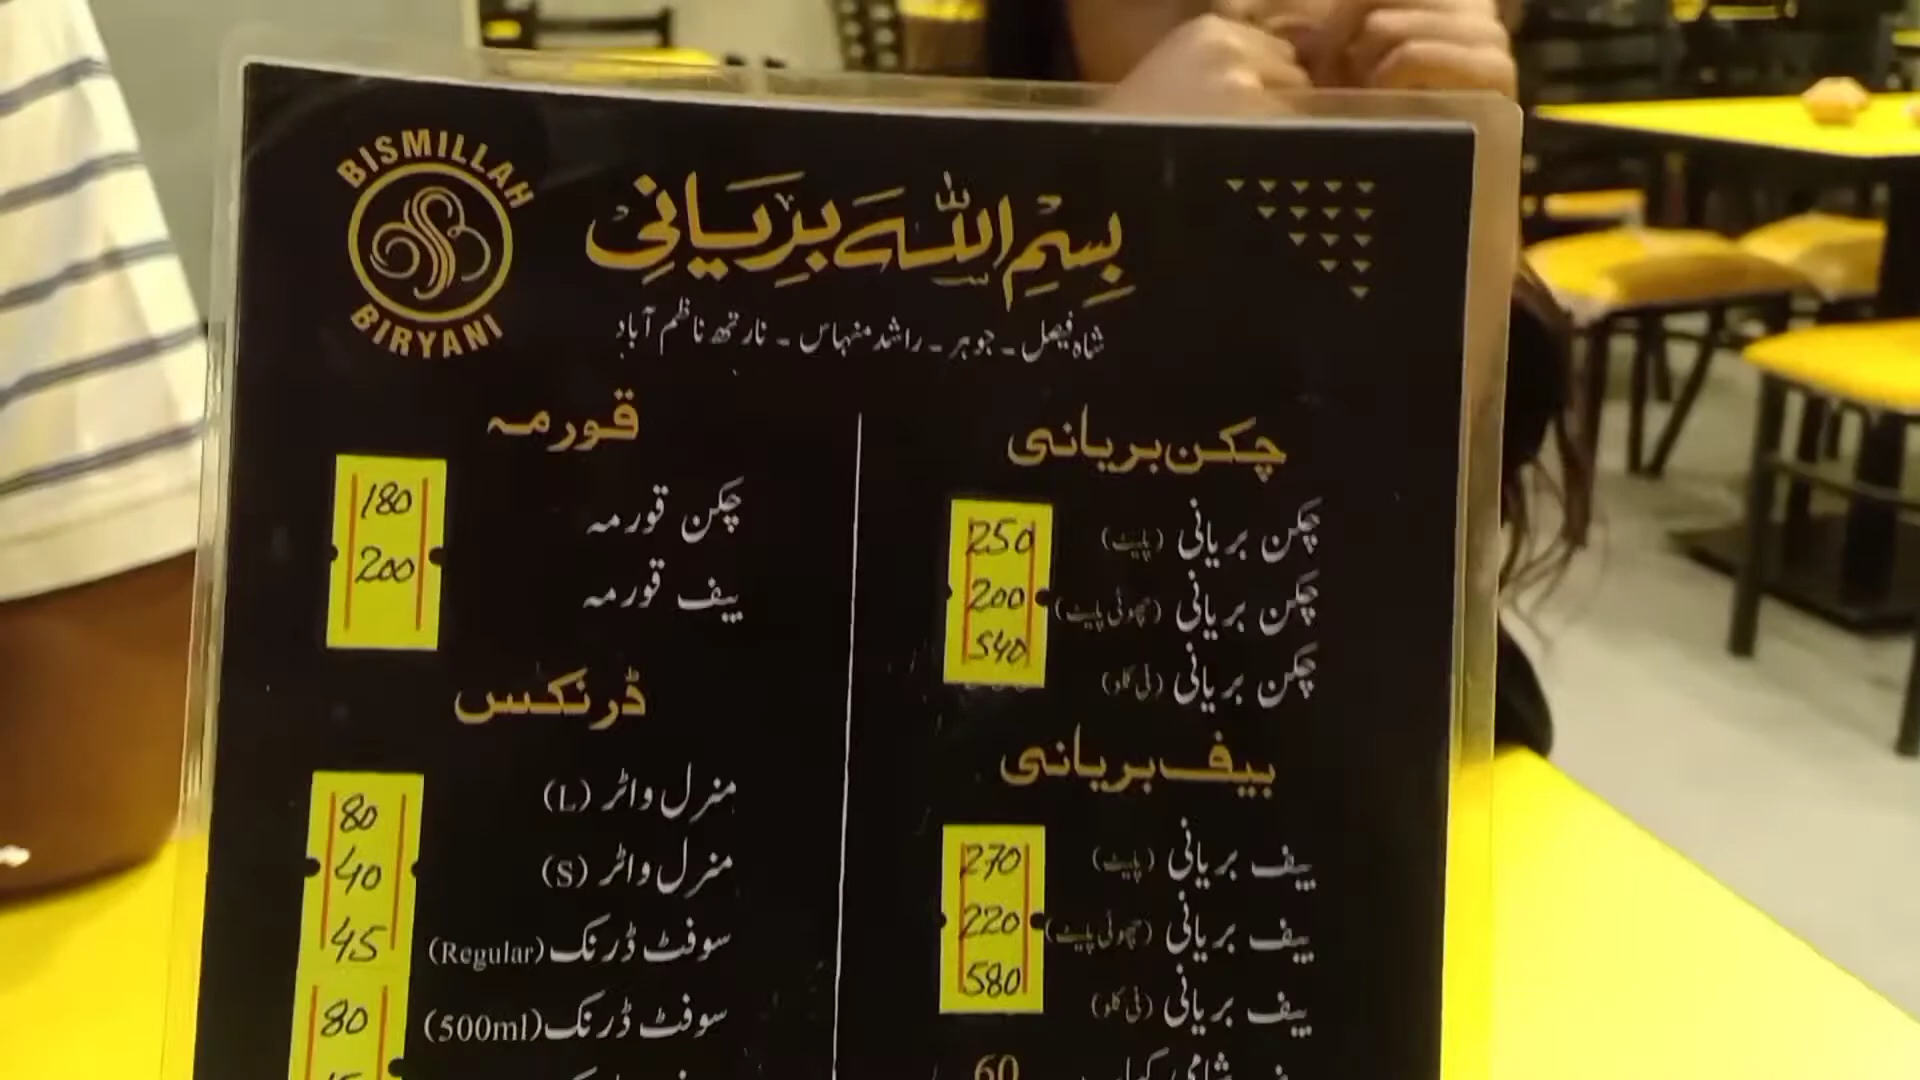 BISMILLAH BIRYANI
بسم اللہ بریانی
شاہ فیصل ۔ جوہر ۔ راشد منہاس ۔ نارتھ ناظم آباد
چکن بریانی
چکن بریانی (پلیٹ) 250
چکن بریانی (چھوٹی پلیٹ) 200
چکن بریانی (فی کلو) 540
بیف بریانی
بیف بریانی (پلیٹ) 270
بیف بریانی (چھوٹی پلیٹ) 220
بیف بریانی (فی کلو) 580
شامی 60
قورمہ
چکن قورمہ 180
بیف قورمہ 200
ڈرنکس
منرل واٹر (L) 80
منرل واٹر (S) 40
سوفٹ ڈرنک (Regular) 45
سوفٹ ڈرنک (500ml) 80